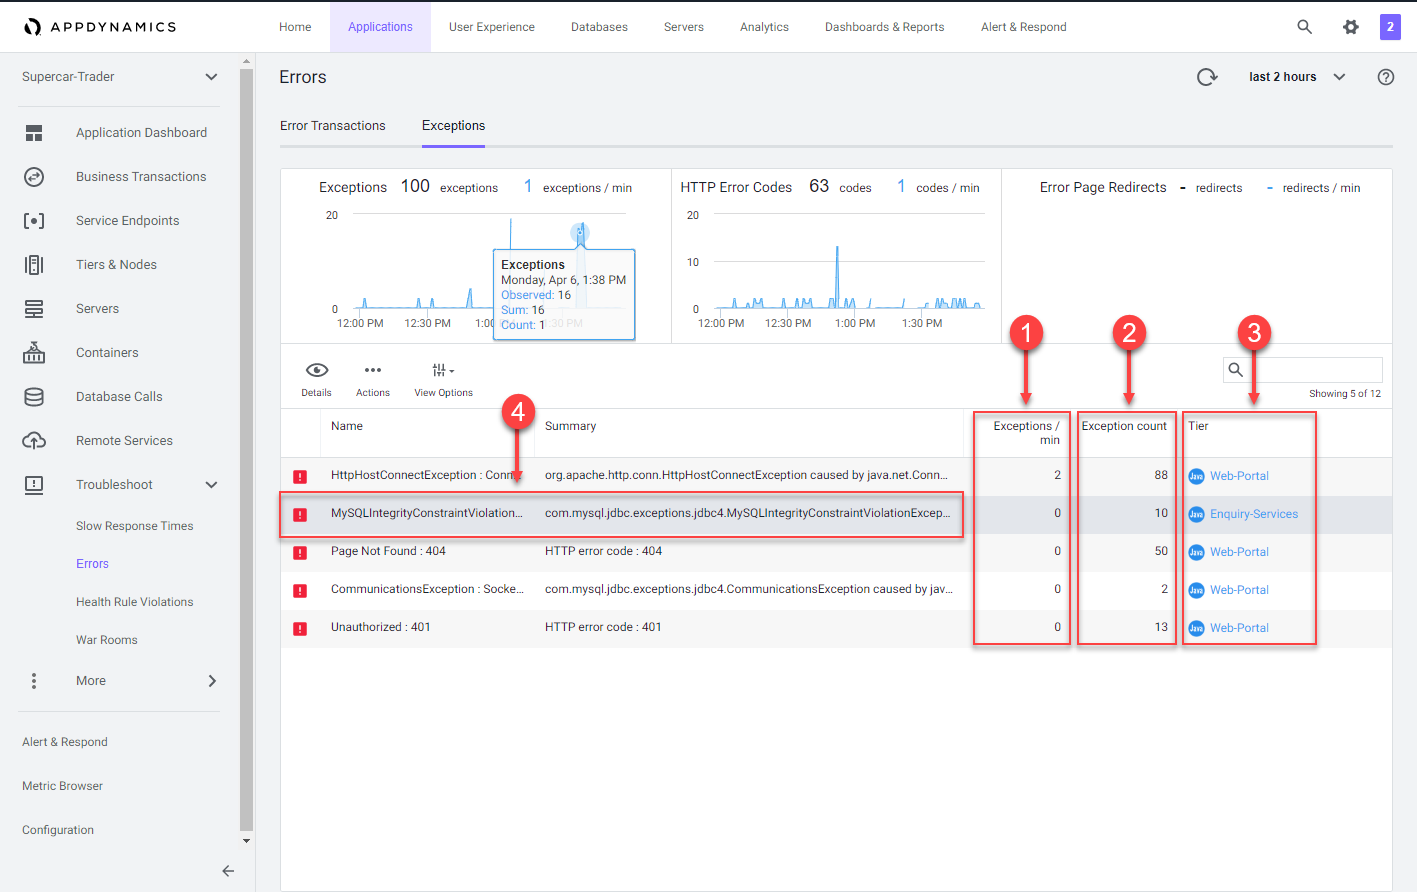 APPDYNAMICS
Home
Applications
User Experience
Databases
Servers
Analytics
Dashboards & Reports
Alert & Respond
2
Supercar-Trader
Application Dashboard
Business Transactions
Service Endpoints
Tiers & Nodes
Servers
Containers
Database Calls
Remote Services
Troubleshoot
Slow Response Times
Errors
Health Rule Violations
War Rooms
More
Alert & Respond
Metric Browser
Configuration
Errors
last 2 hours
Error Transactions
Exceptions
Exceptions 100 exceptions 1 exceptions / min
20
0
12:00 PM 12:30 PM 1:0 1:30 PM
Exceptions
Monday, Apr 6, 1:38 PM
Observed: 16
Sum: 16
Count: 1
HTTP Error Codes 63 codes 1 codes / min
20
10
0
12:00 PM 12:30 PM 1:00 PM 1:30 PM
Error Page Redirects - redirects - redirects / min
Details
Actions
View Options
Showing 5 of 12
1
2
3
4
Name Summary Exceptions / min Exception count Tier
HttpHostConnectException : Conn... org.apache.http.conn.HttpHostConnectException caused by java.net.Conn... 2 88 Java Web-Portal
MySQLIntegrityConstraintViolation... com.mysql.jdbc.exceptions.jdbc4.MySQLIntegrityConstraintViolationExcep... 0 10 Java Enquiry-Services
Page Not Found : 404 HTTP error code : 404 0 50 Java Web-Portal
CommunicationsException : Socke... com.mysql.jdbc.exceptions.jdbc4.CommunicationsException caused by jav... 0 2 Java Web-Portal
Unauthorized : 401 HTTP error code : 401 0 13 Java Web-Portal